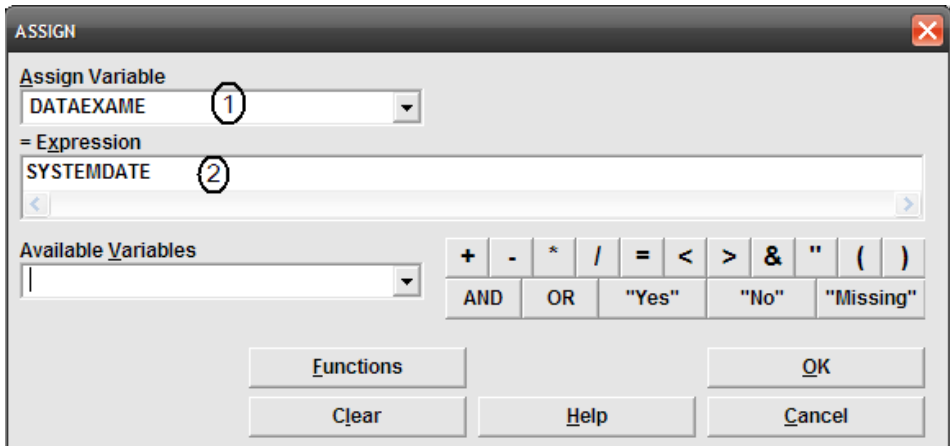 ASSIGN
Assign Variable
DATAEXAME 1
= Expression
SYSTEMDATE 2
Available Variables
+ - * / = < > & " ( )
AND OR "Yes" "No" "Missing"
Functions OK
Clear Help Cancel